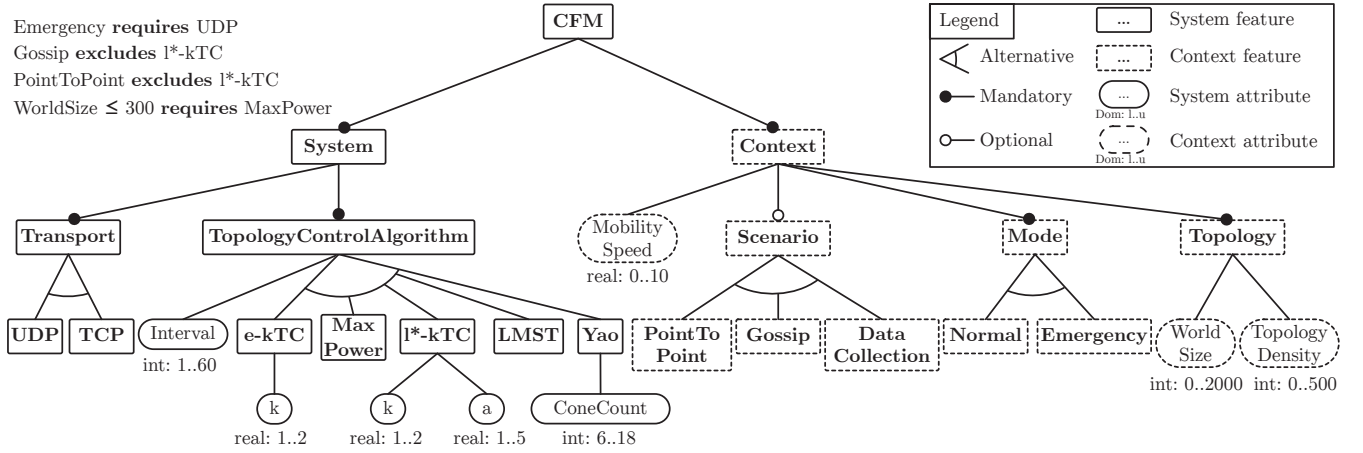 Emergency requires UDP
Gossip excludes l*-kTC
PointToPoint excludes l*-kTC
WorldSize ≤ 300 requires MaxPower
CFM
Legend
Alternative
Mandatory
Optional
...
System feature
...
Context feature
...
Dom: l..u
System attribute
...
Dom: l..u
Context attribute
System
Context
Transport
TopologyControlAlgorithm
Mobility
Speed
real: 0..10
Scenario
Mode
Topology
UDP
TCP
Interval
int: 1..60
e-kTC
Max
Power
l*-kTC
LMST
Yao
PointTo
Point
Gossip
Data
Collection
Normal
Emergency
World
Size
int: 0..2000
Topology
Density
int: 0..500
k
real: 1..2
k
real: 1..2
a
real: 1..5
ConeCount
int: 6..18